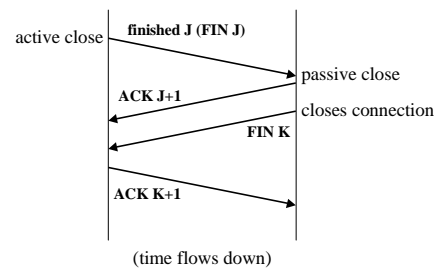 finished J (FIN J)
active close
passive close
ACK J+1
closes connection
FIN K
ACK K+1
(time flows down)